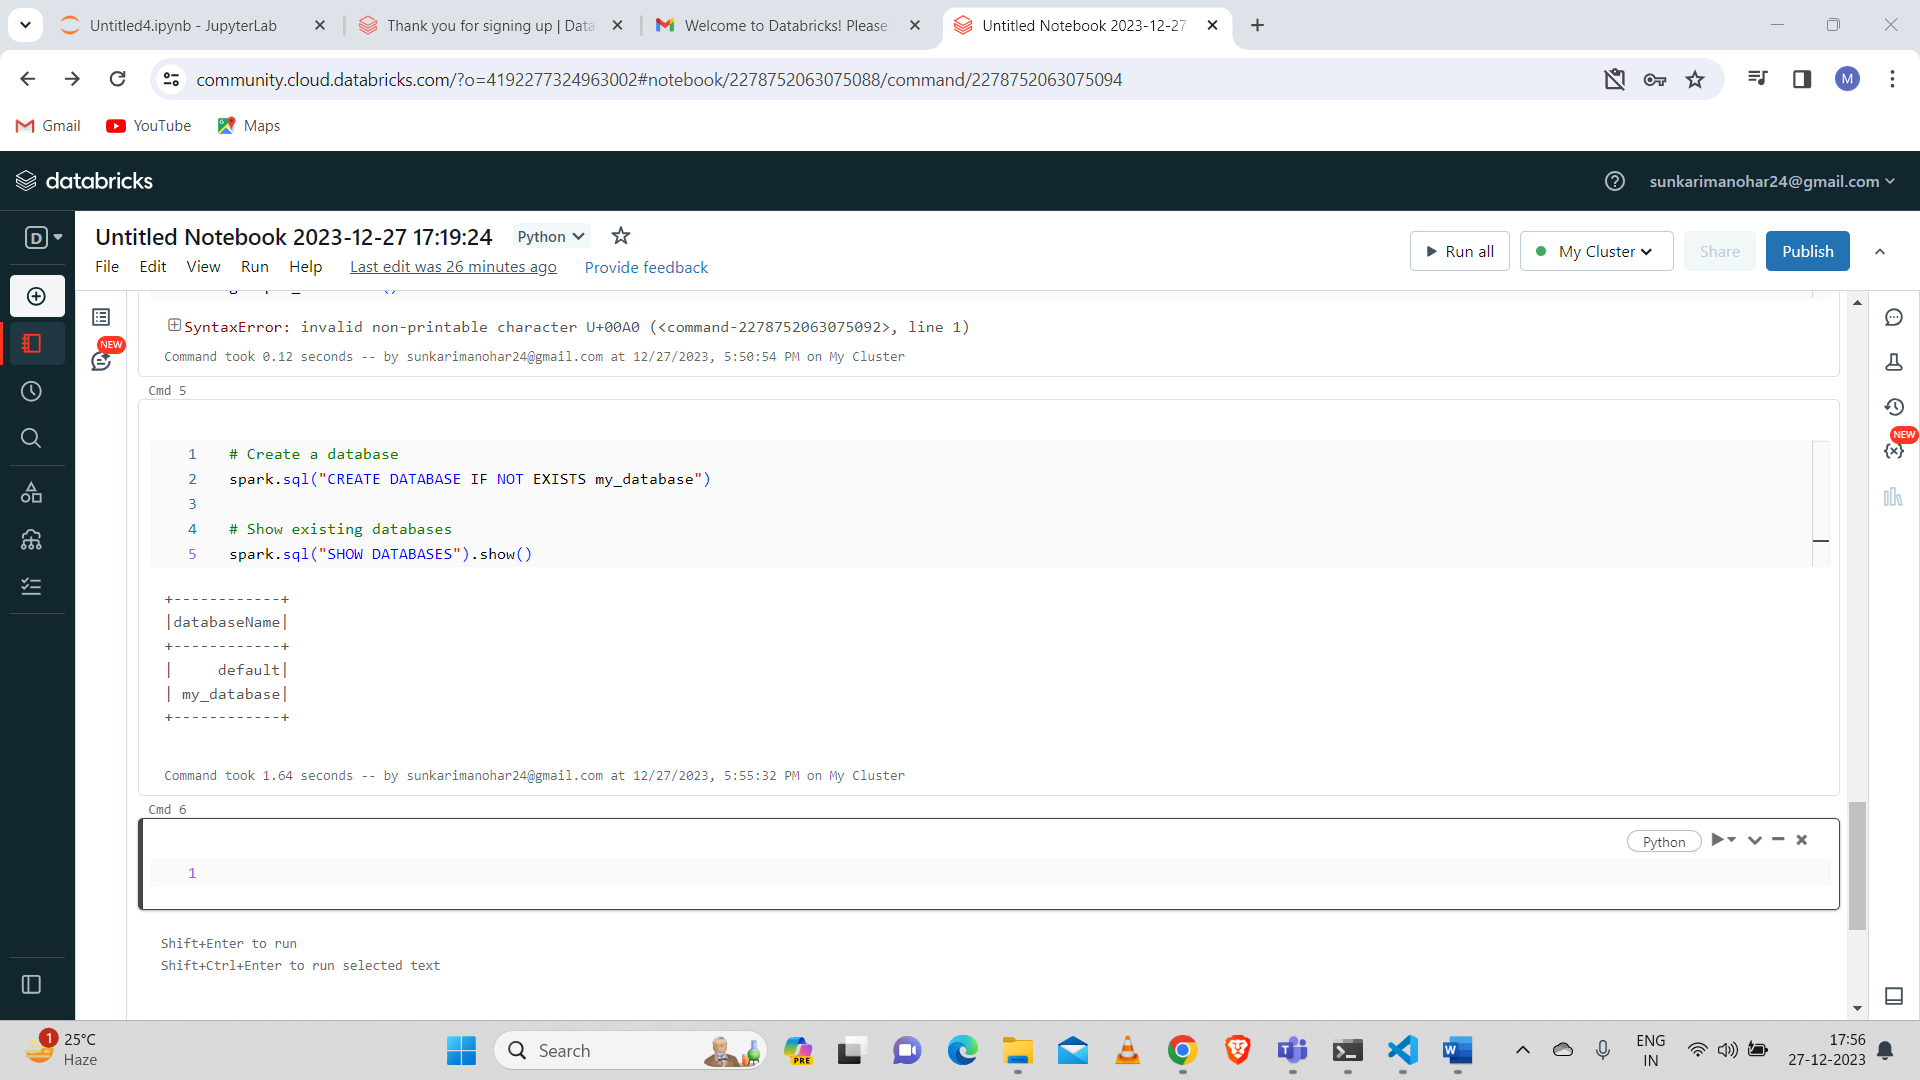 Untitled4.ipynb - JupyterLab
Thank you for signing up | Data
Welcome to Databricks! Please
Untitled Notebook 2023-12-27
community.cloud.databricks.com/?o=4192277324963002#notebook/2278752063075088/command/2278752063075094
M
Gmail
YouTube
Maps
databricks
sunkarimanohar24@gmail.com
D
Untitled Notebook 2023-12-27 17:19:24
Python
File Edit View Run Help Last edit was 26 minutes ago Provide feedback
Run all
My Cluster
Share
Publish
NEW
NEW
SyntaxError: invalid non-printable character U+00A0 (<command-2278752063075092>, line 1)
Command took 0.12 seconds -- by sunkarimanohar24@gmail.com at 12/27/2023, 5:50:54 PM on My Cluster
Cmd 5
1 # Create a database
2 spark.sql("CREATE DATABASE IF NOT EXISTS my_database")
3
4 # Show existing databases
5 spark.sql("SHOW DATABASES").show()
+------------+
|databaseName|
+------------+
|     default|
| my_database|
+------------+
Command took 1.64 seconds -- by sunkarimanohar24@gmail.com at 12/27/2023, 5:55:32 PM on My Cluster
Cmd 6
Python
1
Shift+Enter to run
Shift+Ctrl+Enter to run selected text
1
25°C
Haze
Search
PRE
ENG
IN
17:56
27-12-2023